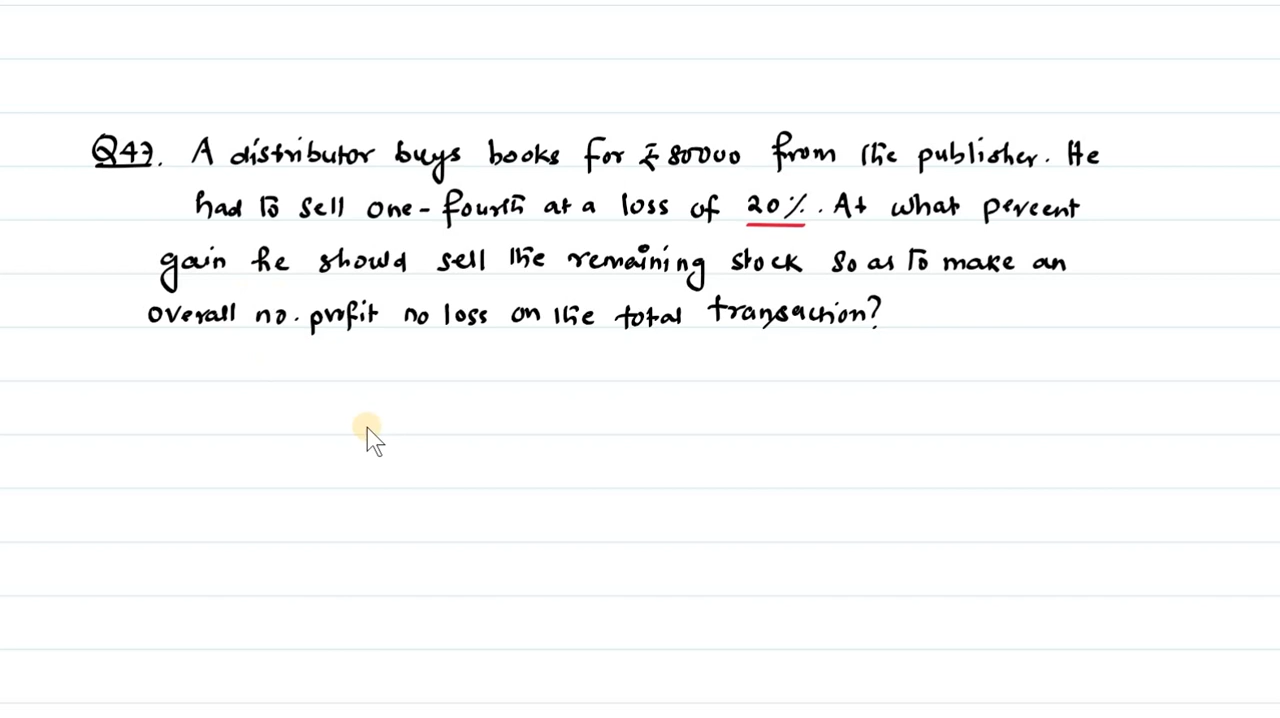 Q47. A distributor buys books for ₹ 80000 from the publisher. He
had to sell one-fourth at a loss of 20%. At what percent
gain he should sell the remaining stock so as to make an
overall no. profit no loss on the total transaction?